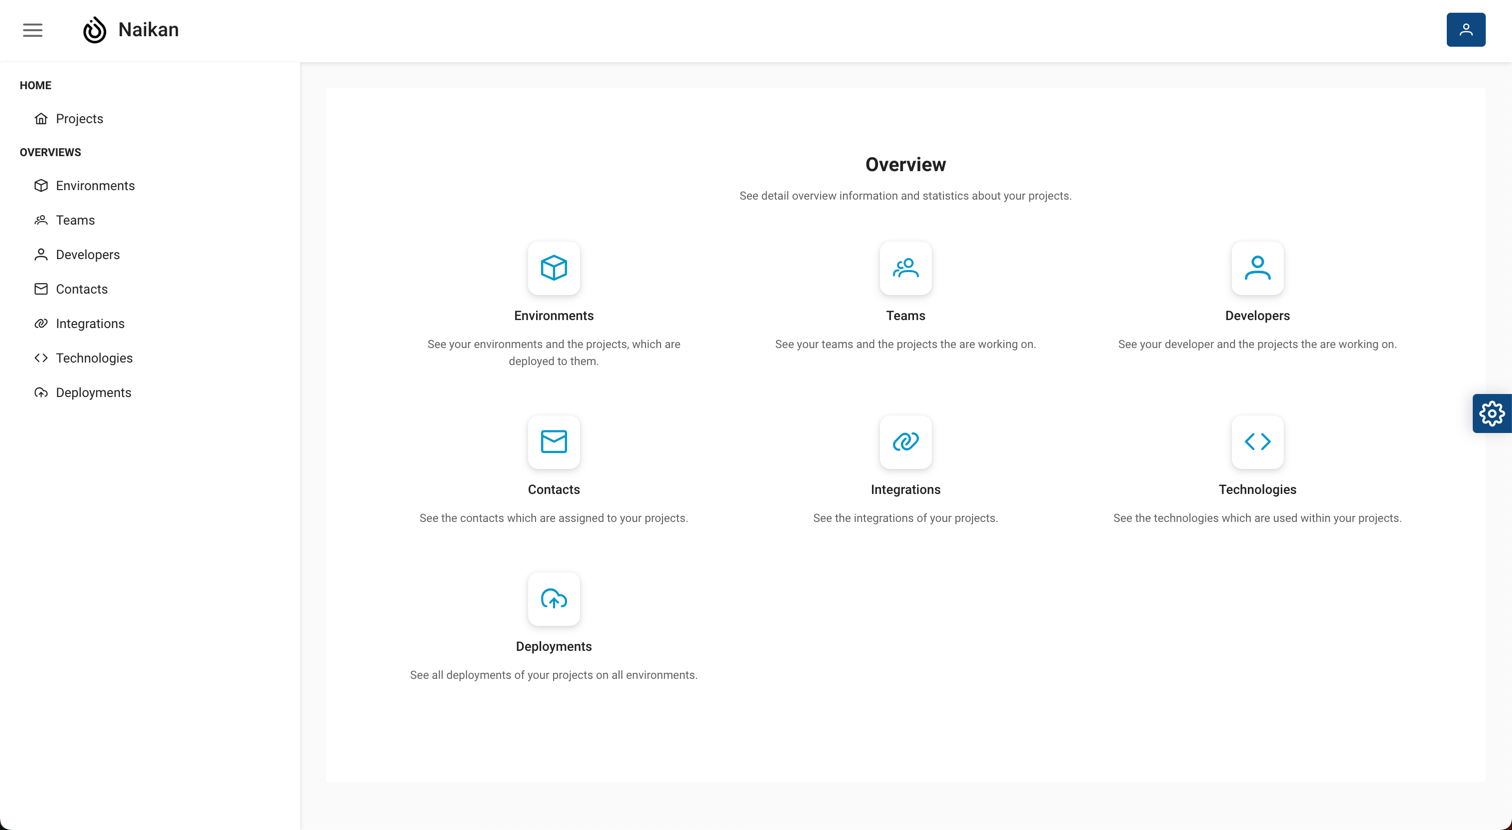 Naikan
HOME
Projects
OVERVIEWS
Environments
Teams
Developers
Contacts
Integrations
Technologies
Deployments
Overview
See detail overview information and statistics about your projects.
Environments
See your environments and the projects, which are
deployed to them.
Teams
See your teams and the projects the are working on.
Developers
See your developer and the projects the are working on.
Contacts
See the contacts which are assigned to your projects.
Integrations
See the integrations of your projects.
Technologies
See the technologies which are used within your projects.
Deployments
See all deployments of your projects on all environments.